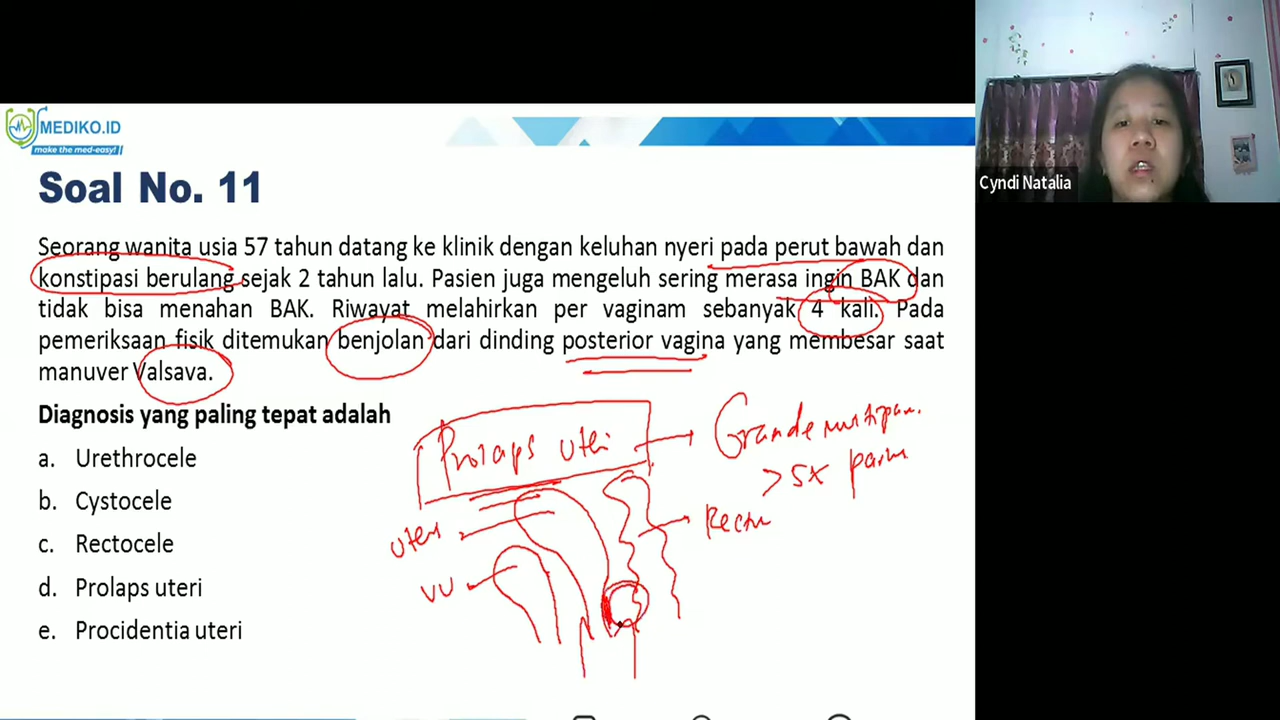 MEDIKO.ID
make the med-easy!
Soal No. 11
Seorang wanita usia 57 tahun datang ke klinik dengan keluhan nyeri pada perut bawah dan
konstipasi berulang sejak 2 tahun lalu. Pasien juga mengeluh sering merasa ingin BAK dan
tidak bisa menahan BAK. Riwayat melahirkan per vaginam sebanyak 4 kali. Pada
pemeriksaan fisik ditemukan benjolan dari dinding posterior vagina yang membesar saat
manuver Valsava.
Diagnosis yang paling tepat adalah
a. Urethrocele
b. Cystocele
c. Rectocele
d. Prolaps uteri
e. Procidentia uteri
Prolaps uteri
Grande
>5x
uteri
VU
Cyndi Natalia